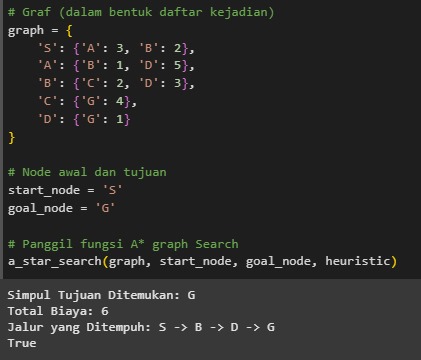 # Graf (dalam bentuk daftar kejadian)
graph = {
    'S': {'A': 3, 'B': 2},
    'A': {'B': 1, 'D': 5},
    'B': {'C': 2, 'D': 3},
    'C': {'G': 4},
    'D': {'G': 1}
}
# Node awal dan tujuan
start_node = 'S'
goal_node = 'G'
# Panggil fungsi A* graph Search
a_star_search(graph, start_node, goal_node, heuristic)
Simpul Tujuan Ditemukan: G
Total Biaya: 6
Jalur yang Ditempuh: S -> B -> D -> G
True